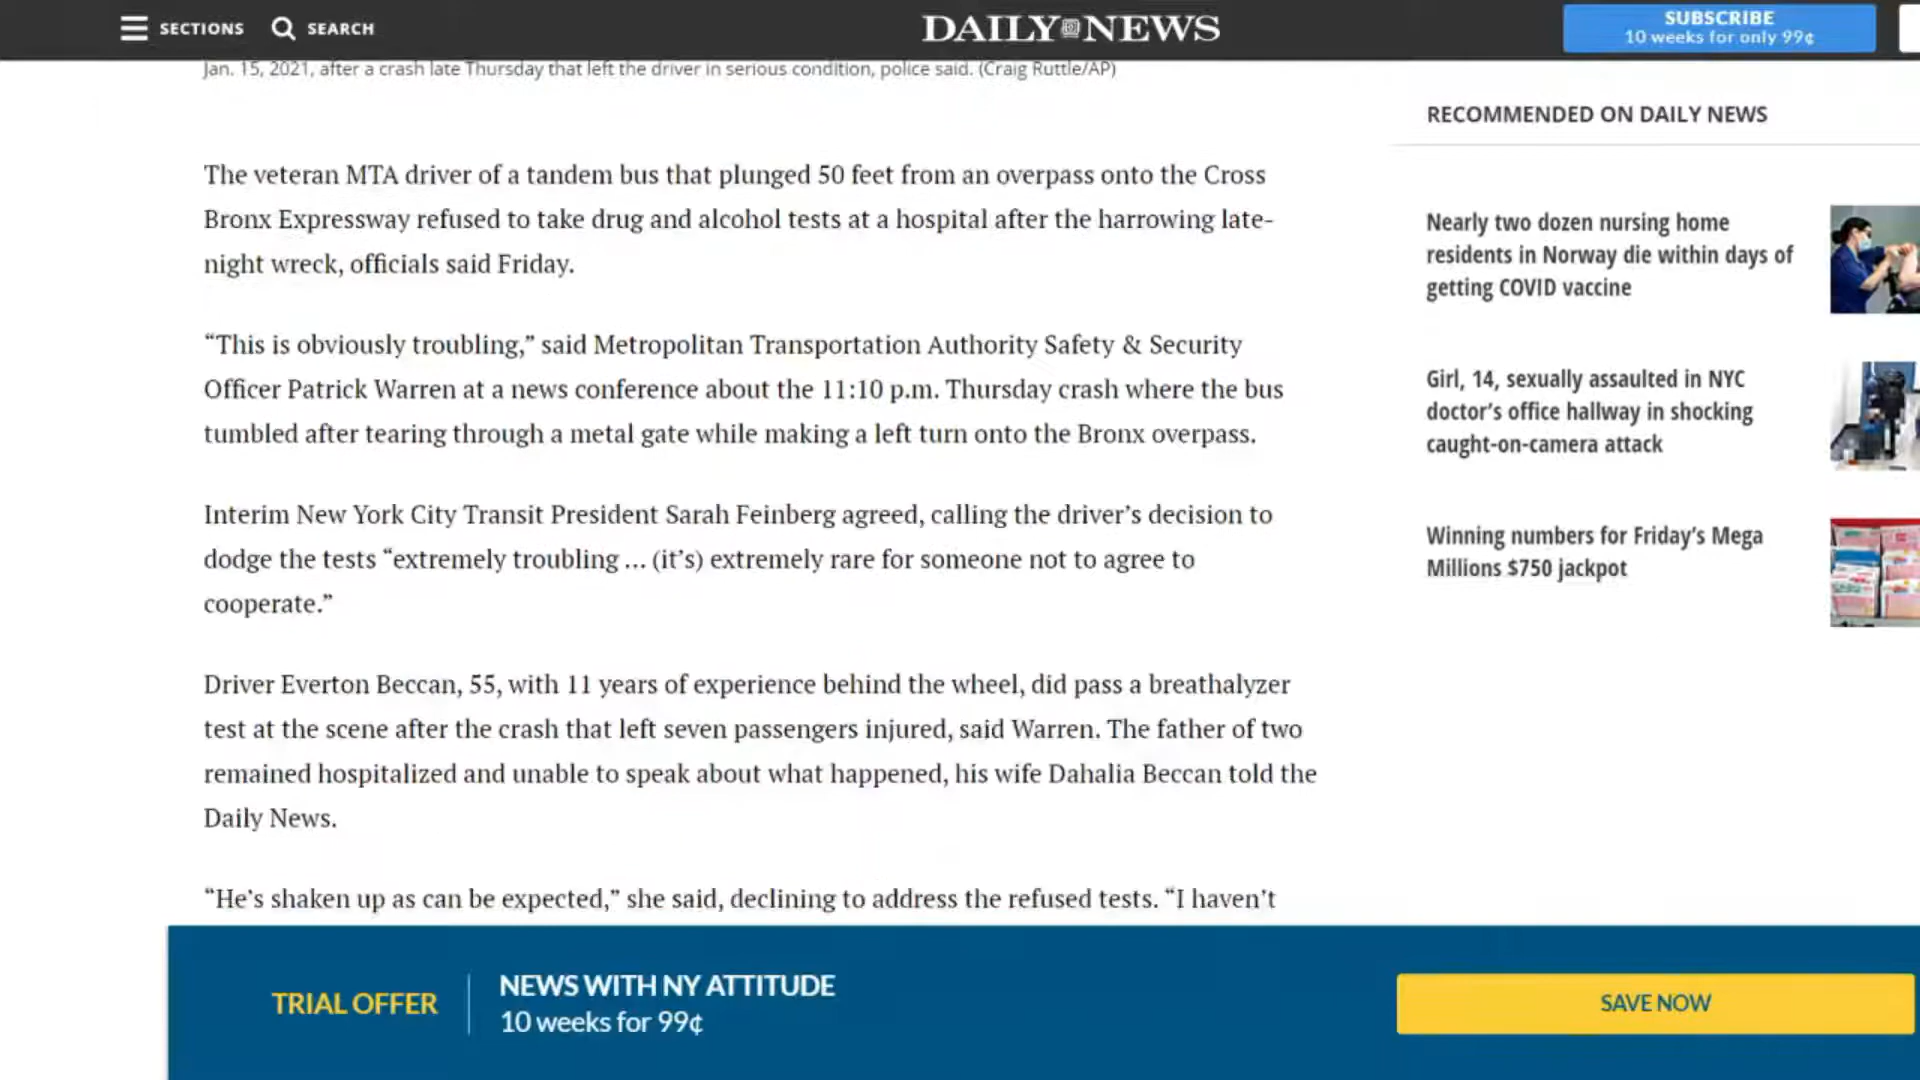 SECTIONS
SEARCH
DAILY NEWS
SUBSCRIBE
10 weeks for only 99¢
Jan. 15, 2021, after a crash late Thursday that left the driver in serious condition, police said. (Craig Ruttle/AP)
The veteran MTA driver of a tandem bus that plunged 50 feet from an overpass onto the Cross
Bronx Expressway refused to take drug and alcohol tests at a hospital after the harrowing late-
night wreck, officials said Friday.
“This is obviously troubling,” said Metropolitan Transportation Authority Safety & Security
Officer Patrick Warren at a news conference about the 11:10 p.m. Thursday crash where the bus
tumbled after tearing through a metal gate while making a left turn onto the Bronx overpass.
Interim New York City Transit President Sarah Feinberg agreed, calling the driver’s decision to
dodge the tests “extremely troubling ... (it’s) extremely rare for someone not to agree to
cooperate.”
Driver Everton Beccan, 55, with 11 years of experience behind the wheel, did pass a breathalyzer
test at the scene after the crash that left seven passengers injured, said Warren. The father of two
remained hospitalized and unable to speak about what happened, his wife Dahalia Beccan told the
Daily News.
“He’s shaken up as can be expected,” she said, declining to address the refused tests. “I haven’t
RECOMMENDED ON DAILY NEWS
Nearly two dozen nursing home
residents in Norway die within days of
getting COVID vaccine
Girl, 14, sexually assaulted in NYC
doctor’s office hallway in shocking
caught-on-camera attack
Winning numbers for Friday’s Mega
Millions $750 jackpot
TRIAL OFFER
NEWS WITH NY ATTITUDE
10 weeks for 99¢
SAVE NOW